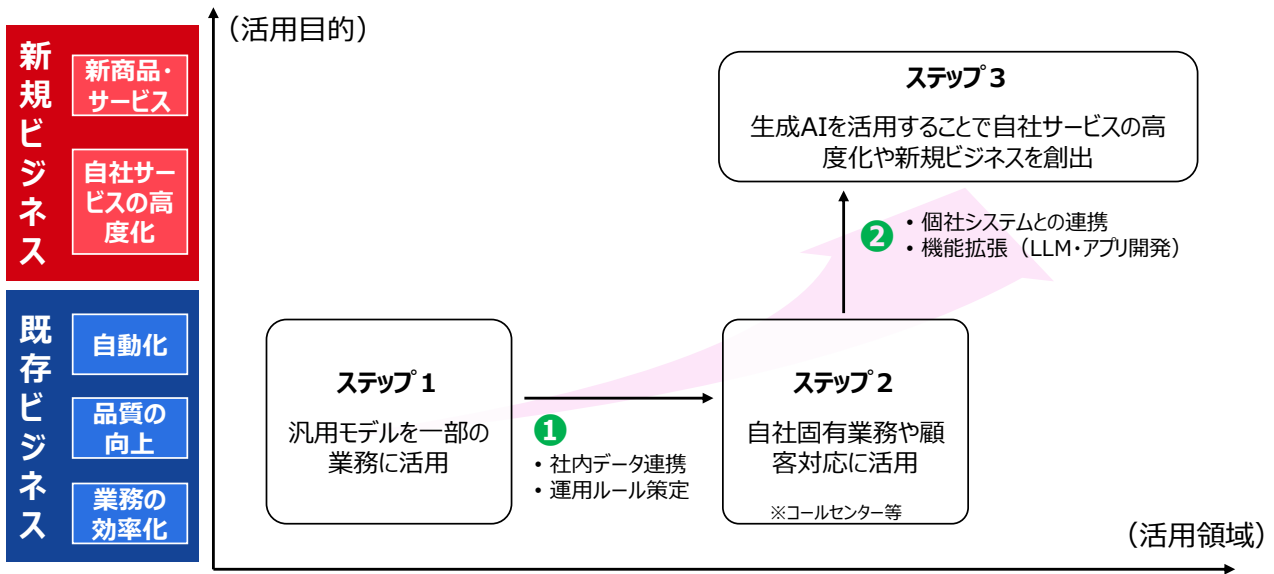 （活用目的）
新規ビジネス
新商品・
サービス
自社サー
ビスの高
度化
既存ビジネス
自動化
品質の
向上
業務の
効率化
ステップ１
汎用モデルを一部の
業務に活用
❶
・社内データ連携
・運用ルール策定
ステップ２
自社固有業務や顧
客対応に活用
※コールセンター等
❷
・個社システムとの連携
・機能拡張（LLM・アプリ開発）
ステップ３
生成AIを活用することで自社サービスの高
度化や新規ビジネスを創出
（活用領域）